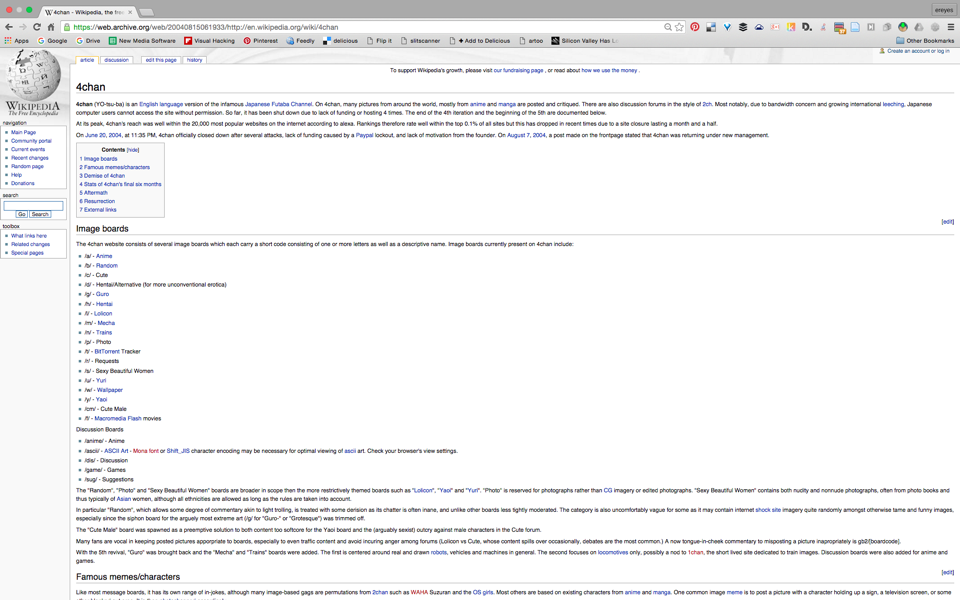 4chan - Wikipedia, the free
ereyes
https://web.archive.org/web/20040815061933/http://en.wikipedia.org/wiki/4chan
Apps Google Drive New Media Software Visual Hacking Pinterest Feedly delicious Flip it slitscanner + Add to Delicious artoo Silicon Valley Has L Other Bookmarks
Create an account or log in
article discussion edit this page history
To support Wikipedia's growth, please visit our fundraising page , or read about how we use the money .
WIKIPEDIA
The Free Encyclopedia
navigation
Main Page
Community portal
Current events
Recent changes
Random page
Help
Donations
search
Go Search
toolbox
What links here
Related changes
Special pages
4chan
4chan (YO-tsu-ba) is an English language version of the infamous Japanese Futaba Channel. On 4chan, many pictures from around the world, mostly from anime and manga are posted and critiqued. There are also discussion forums in the style of 2ch. Most notably, due to bandwidth concern and growing international leeching, Japanese
computer users cannot access the site without permission. So far, it has been shut down due to lack of funding or hosting 4 times. The end of the 4th iteration and the beginning of the 5th are documented below.
At its peak, 4chan's reach was well within the 20,000 most popular websites on the internet according to alexa. Rankings therefore rate well within the top 0.1% of all sites but this has dropped in recent times due to a site closure lasting a month and a half.
On June 20, 2004, at 11:35 PM, 4chan officially closed down after several attacks, lack of funding caused by a Paypal lockout, and lack of motivation from the founder. On August 7, 2004, a post made on the frontpage stated that 4chan was returning under new management.
Contents [hide]
1 Image boards
2 Famous memes/characters
3 Demise of 4chan
4 Stats of 4chan's final six months
5 Aftermath
6 Resurrection
7 External links
[edit]
Image boards
The 4chan website consists of several image boards which each carry a short code consisting of one or more letters as well as a descriptive name. Image boards currently present on 4chan include:
/a/ - Anime
/b/ - Random
/c/ - Cute
/d/ - Hentai/Alternative (for more unconventional erotica)
/g/ - Guro
/h/ - Hentai
/l/ - Lolicon
/m/ - Mecha
/n/ - Trains
/p/ - Photo
/t/ - BitTorrent Tracker
/r/ - Requests
/s/ - Sexy Beautiful Women
/u/ - Yuri
/w/ - Wallpaper
/y/ - Yaoi
/cm/ - Cute Male
/f/ - Macromedia Flash movies
Discussion Boards
/anime/ - Anime
/ascii/ - ASCII Art - Mona font or Shift_JIS character encoding may be necessary for optimal viewing of ascii art. Check your browser's view settings.
/dis/ - Discussion
/game/ - Games
/sug/ - Suggestions
The "Random", "Photo" and "Sexy Beautiful Women" boards are broader in scope then the more restrictively themed boards such as "Lolicon", "Yaoi" and "Yuri". "Photo" is reserved for photographs rather than CG imagery or edited photographs. "Sexy Beautiful Women" contains both nudity and nonnude photographs, often from photo books and
thus typically of Asian women, although all ethnicities are allowed as long as the rules are taken into account.
In particular "Random", which allows some degree of commentary akin to light trolling, is treated with some derision as its chatter is often inane, and unlike other boards less tightly moderated. The category is also uncomfortably vague for some as it may contain internet shock site imagery quite randomly amongst otherwise tame and funny images,
especially since the siphon board for the arguely most extreme art (/g/ for "Guro-" or "Grotesque") was trimmed off.
The "Cute Male" board was spawned as a preemptive solution to both content too softcore for the Yaoi board and the (arguably sexist) outcry against male characters in the Cute forum.
Many fans are vocal in keeping posted pictures apporpriate to boards, especially to even traffic content and avoid incuring anger among forums (Lolicon vs Cute, whose content spills over occasionally, debates are the most common.) A now tongue-in-cheek commentary to misposting a picture inapropriately is gb2/[boardcode].
With the 5th revival, "Guro" was brought back and the "Mecha" and "Trains" boards were added. The first is centered around real and drawn robots, vehicles and machines in general. The second focuses on locomotives only, possibly a nod to 1chan, the short lived site dedicated to train images. Discussion boards were also added for anime and
games.
[edit]
Famous memes/characters
Like most message boards, it has its own range of in-jokes, although many image-based gags are permutations from 2chan such as WAHA Suzuran and the OS girls. Most others are based on existing characters from anime and manga. One common image meme is to post a picture with a character holding up a sign, a television screen, or some